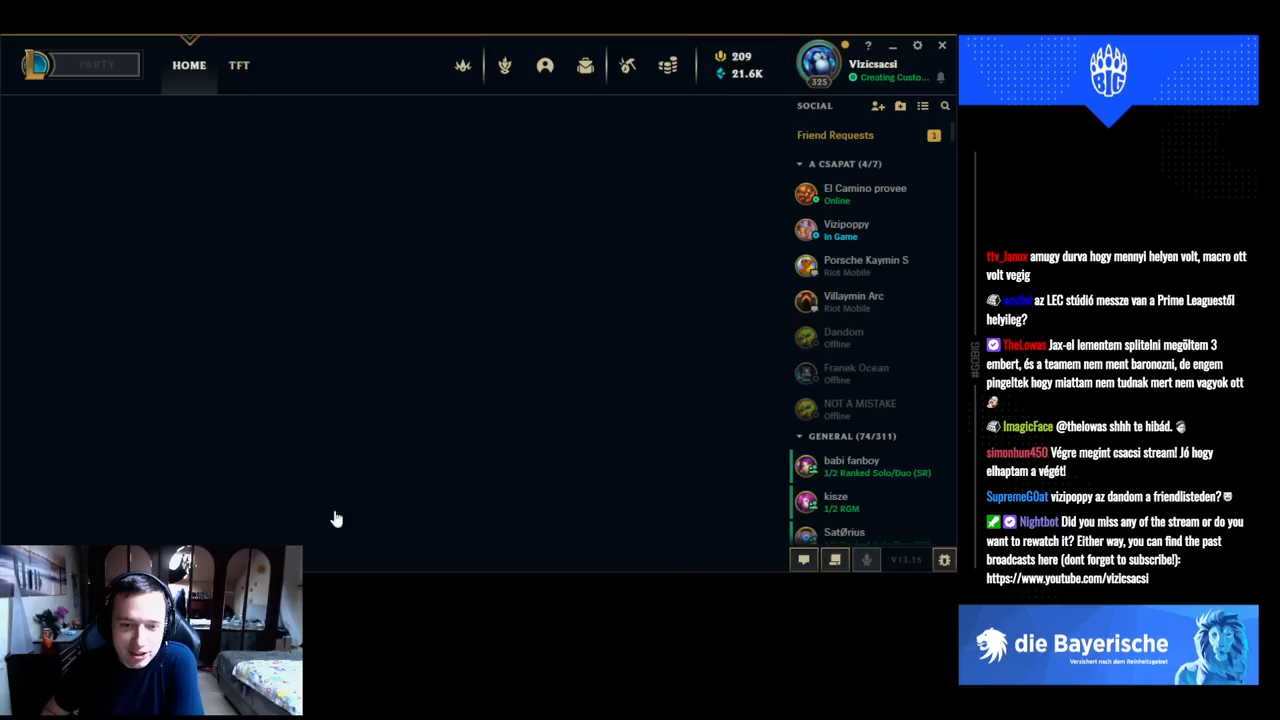 PARTY
HOME
TFT
209
21.6K
325
?
Vizicsacsi
Creating Custo...
SOCIAL
Friend Requests
1
A CSAPAT (4/7)
El Camino provee
Online
Vizipoppy
In Game
Porsche Kaymin S
Riot Mobile
Villaymin Arc
Riot Mobile
Dandom
Offline
Franek Ocean
Offline
NOT A MISTAKE
Offline
GENERAL (74/311)
babi fanboy
1/2 Ranked Solo/Duo (SR)
kisze
1/2 RGM
SatØrius
V13.16
BIG
#GOBIG
ttv_Janox amugy durva hogy mennyi helyen volt, macro ott
volt vegig
az LEC stúdió messze van a Prime Leaguestől
helyileg?
TheLowas Jax-el lementem splitelni megöltem 3
embert, és a teamem nem ment baronozni, de engem
pingeltek hogy miattam nem tudnak mert nem vagyok ott
ImagicFace @thelowas shhh te hibád.
simonhun450 Végre megint csacsi stream! Jó hogy
elhaptam a végét!
SupremeG0at vizipoppy az dandom a friendlisteden?
Nightbot Did you miss any of the stream or do you
want to rewatch it? Either way, you can find the past
broadcasts here (dont forget to subscribe!):
https://www.youtube.com/vizicsacsi
die Bayerische
Versichert nach dem Reinheitsgebot